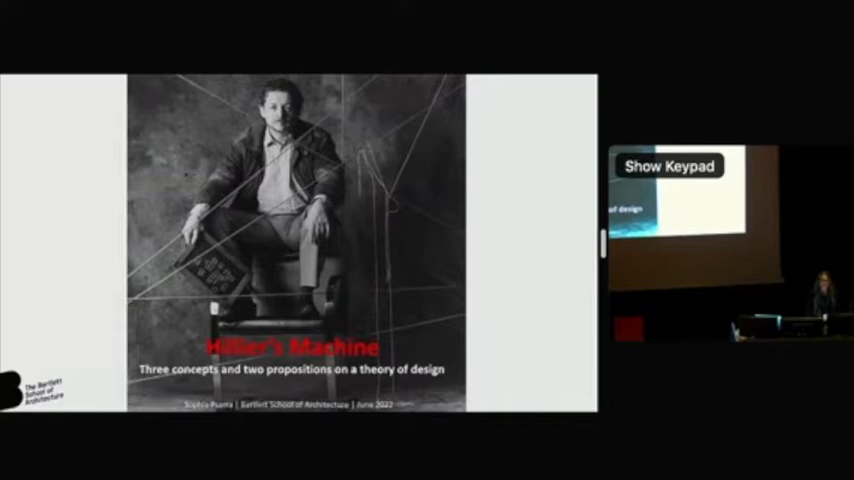 Hillier's Machine
Three concepts and two propositions on a theory of design
Sophia Psarra | Bartlett School of Architecture | June 2022
The Bartlett
School of
Architecture
Show Keypad
of design